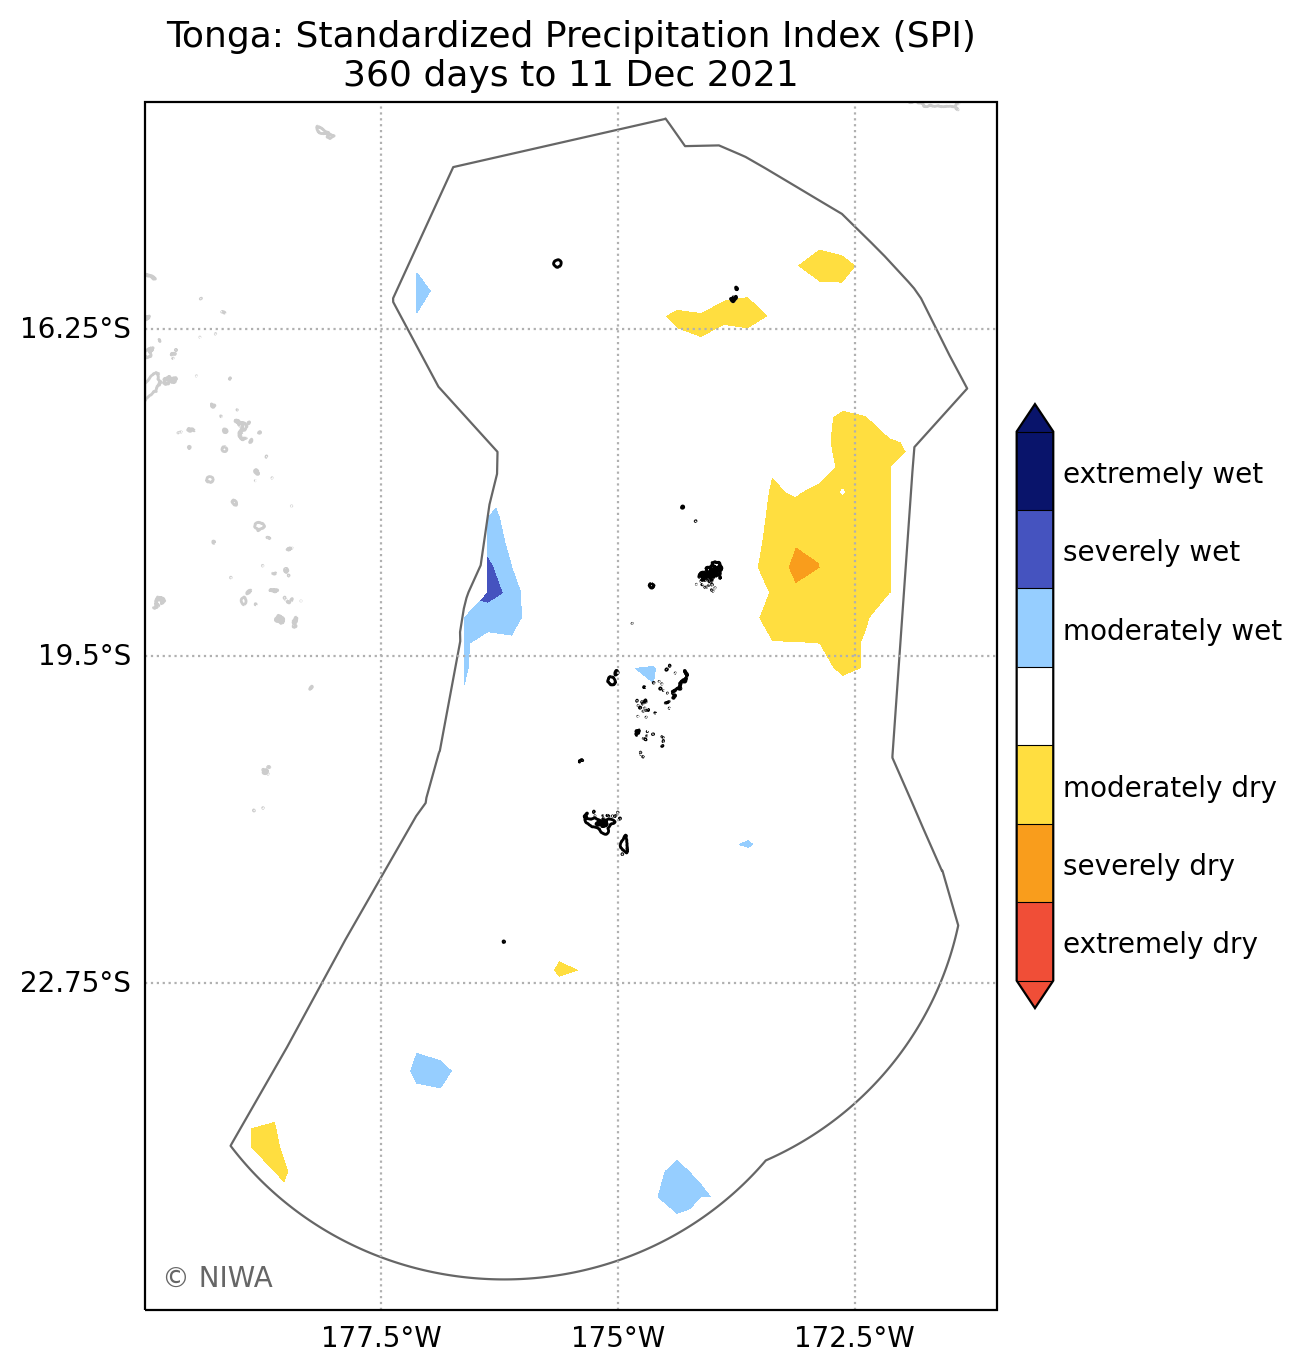 Tonga: Standardized Precipitation Index (SPI)
360 days to 11 Dec 2021
16.25°S
19.5°S
22.75°S
177.5°W
175°W
172.5°W
extremely wet
severely wet
moderately wet
moderately dry
severely dry
extremely dry
© NIWA